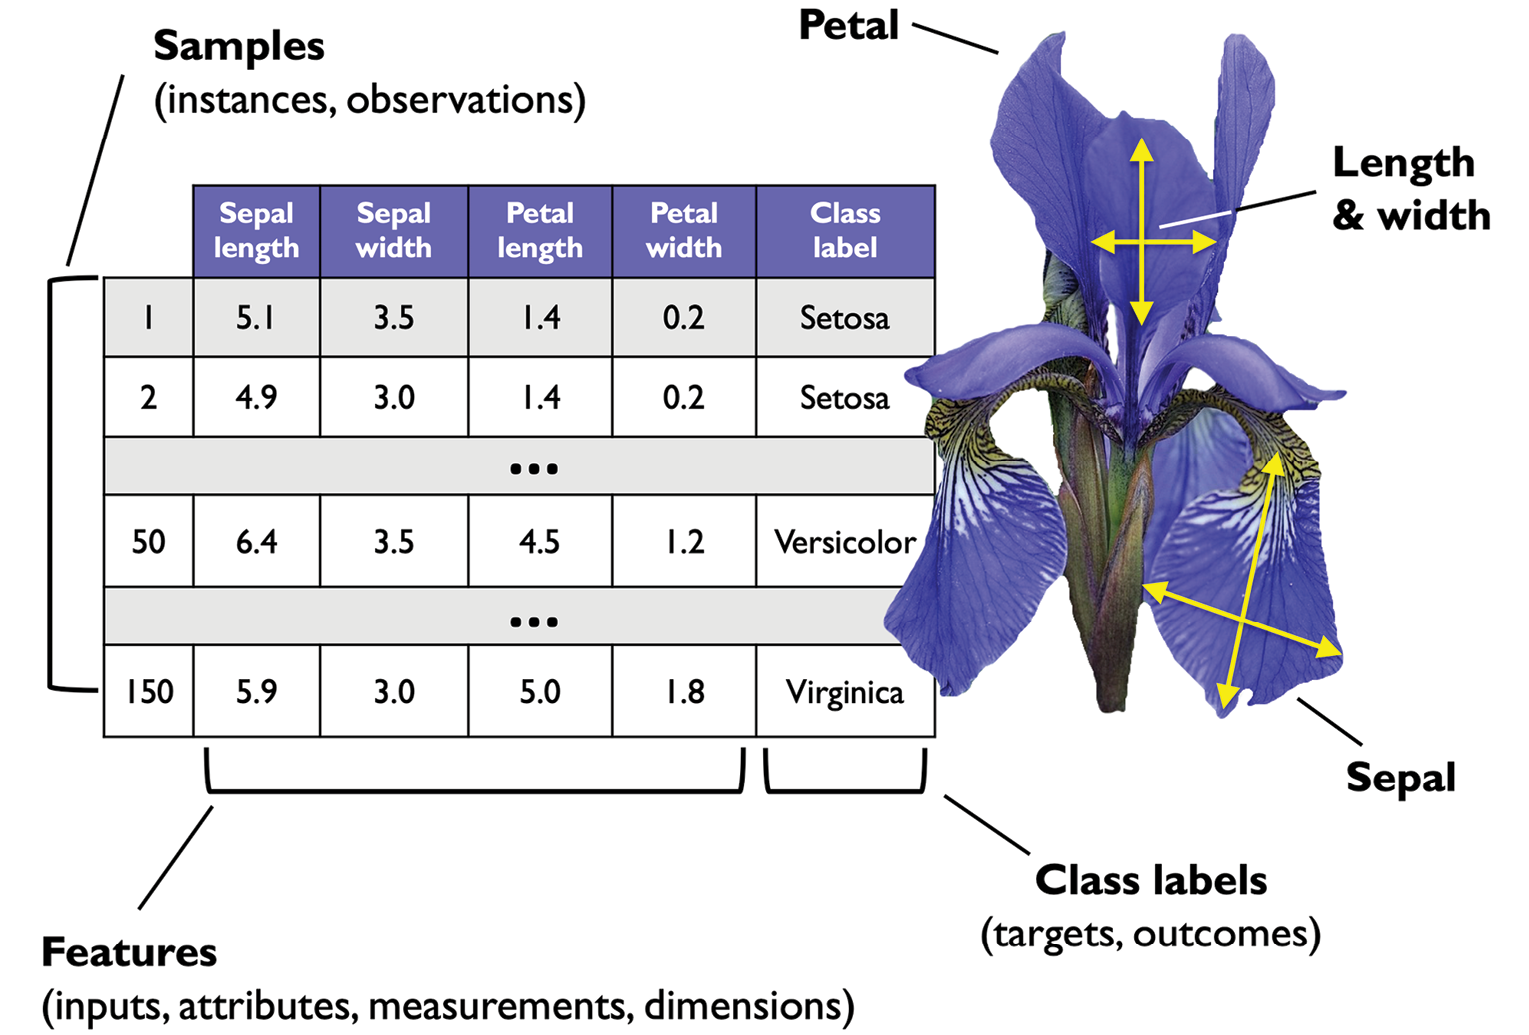 Samples
(instances, observations)
Petal
Length
& width
Sepal length Sepal width Petal length Petal width Class label
1 5.1 3.5 1.4 0.2 Setosa
2 4.9 3.0 1.4 0.2 Setosa
...
50 6.4 3.5 4.5 1.2 Versicolor
...
150 5.9 3.0 5.0 1.8 Virginica
Sepal
Class labels
(targets, outcomes)
Features
(inputs, attributes, measurements, dimensions)